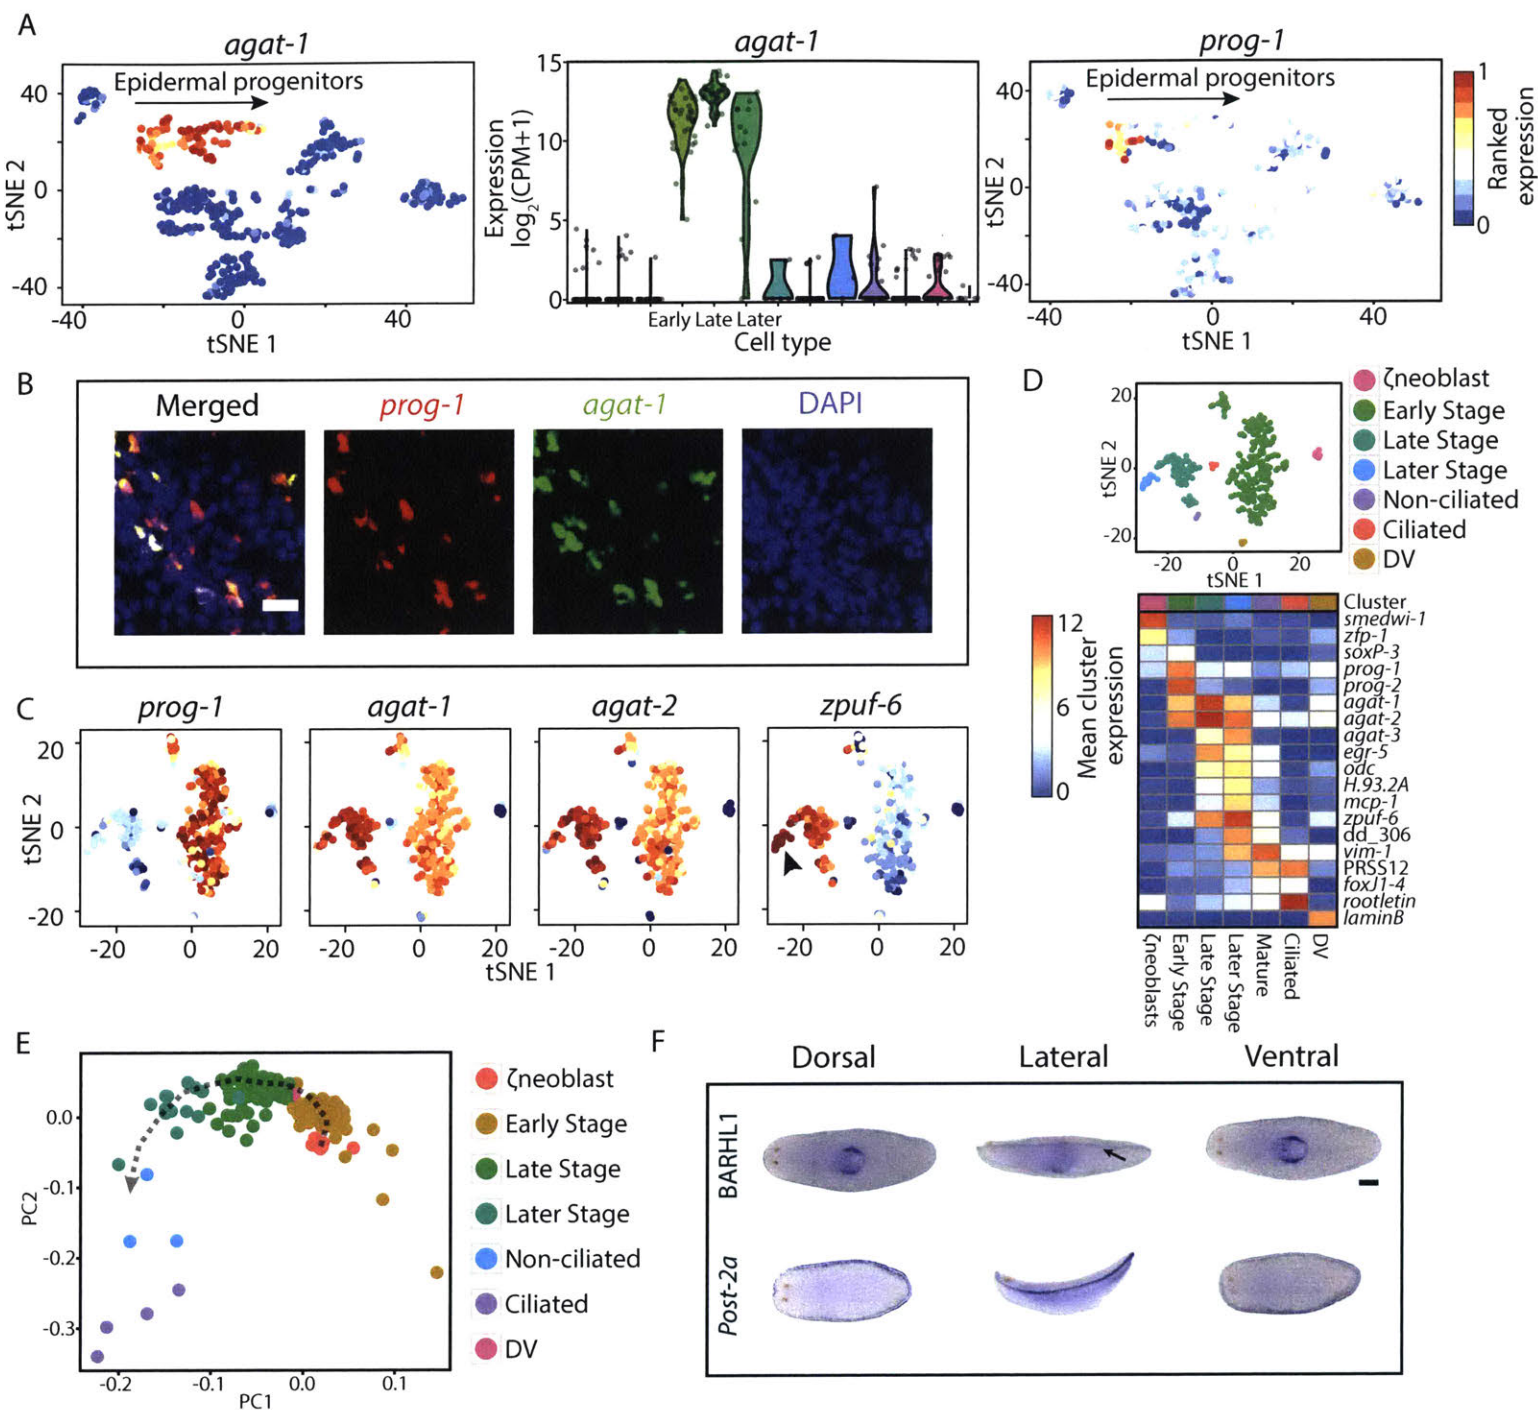 A
agat-1
Epidermal progenitors
40
0
-40
tSNE 2
-40
0
40
tSNE 1
agat-1
15
10
5
0
Expression
log2(CPM+1)
Early Late Later
Cell type
prog-1
Epidermal progenitors
40
0
-40
tSNE 2
-40
0
40
tSNE 1
1
0
Ranked
expression
B
Merged
prog-1
agat-1
DAPI
C
prog-1
agat-1
agat-2
zpuf-6
20
0
-20
tSNE 2
-20
0
20
-20
0
20
-20
0
20
-20
0
20
tSNE 1
D
20
0
-20
tSNE 2
-20
0
20
tSNE 1
ζneoblast
Early Stage
Late Stage
Later Stage
Non-ciliated
Ciliated
DV
12
6
0
Mean cluster
expression
Cluster
smedwi-1
zfp-1
soxP-3
prog-1
prog-2
agat-1
agat-2
agat-3
egr-5
odc
H.93.2A
mcp-1
zpuf-6
dd_306
vim-1
PRSS12
foxJ1-4
rootletin
laminB
ζneoblasts
Early Stage
Late Stage
Later Stage
Mature
Ciliated
DV
E
0.0
-0.1
-0.2
-0.3
PC2
-0.2
-0.1
0.0
0.1
PC1
ζneoblast
Early Stage
Late Stage
Later Stage
Non-ciliated
Ciliated
DV
F
Dorsal
Lateral
Ventral
BARHL1
Post-2a